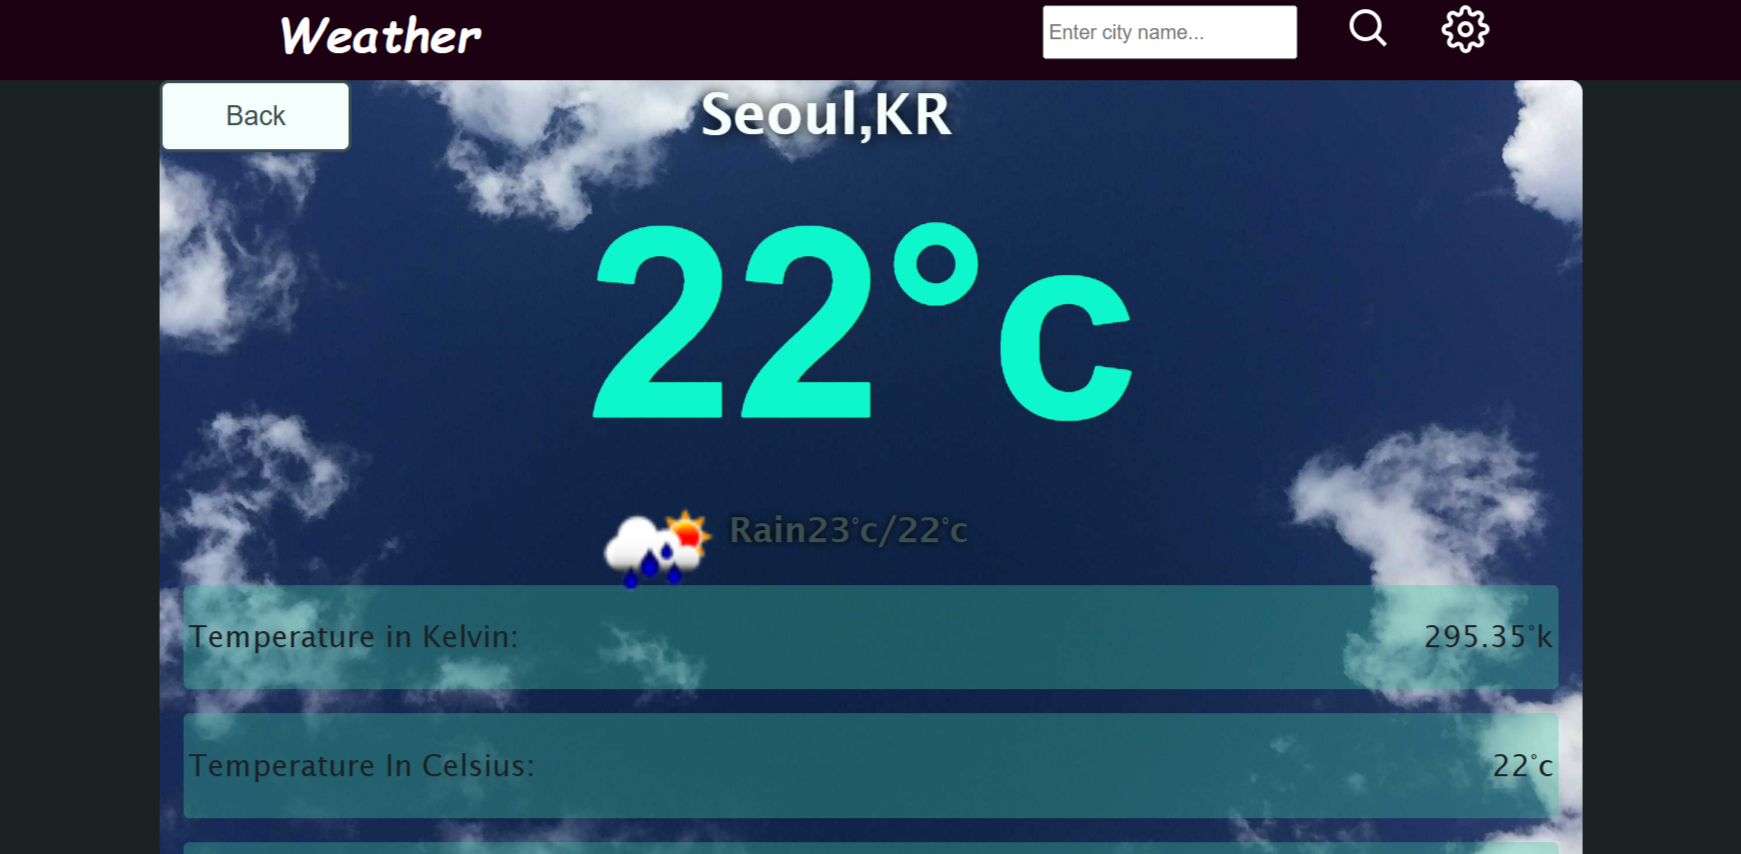 Weather
Enter city name...
Back
Seoul,KR
22°c
Rain23°c/22°c
Temperature in Kelvin: 295.35°k
Temperature In Celsius: 22°c